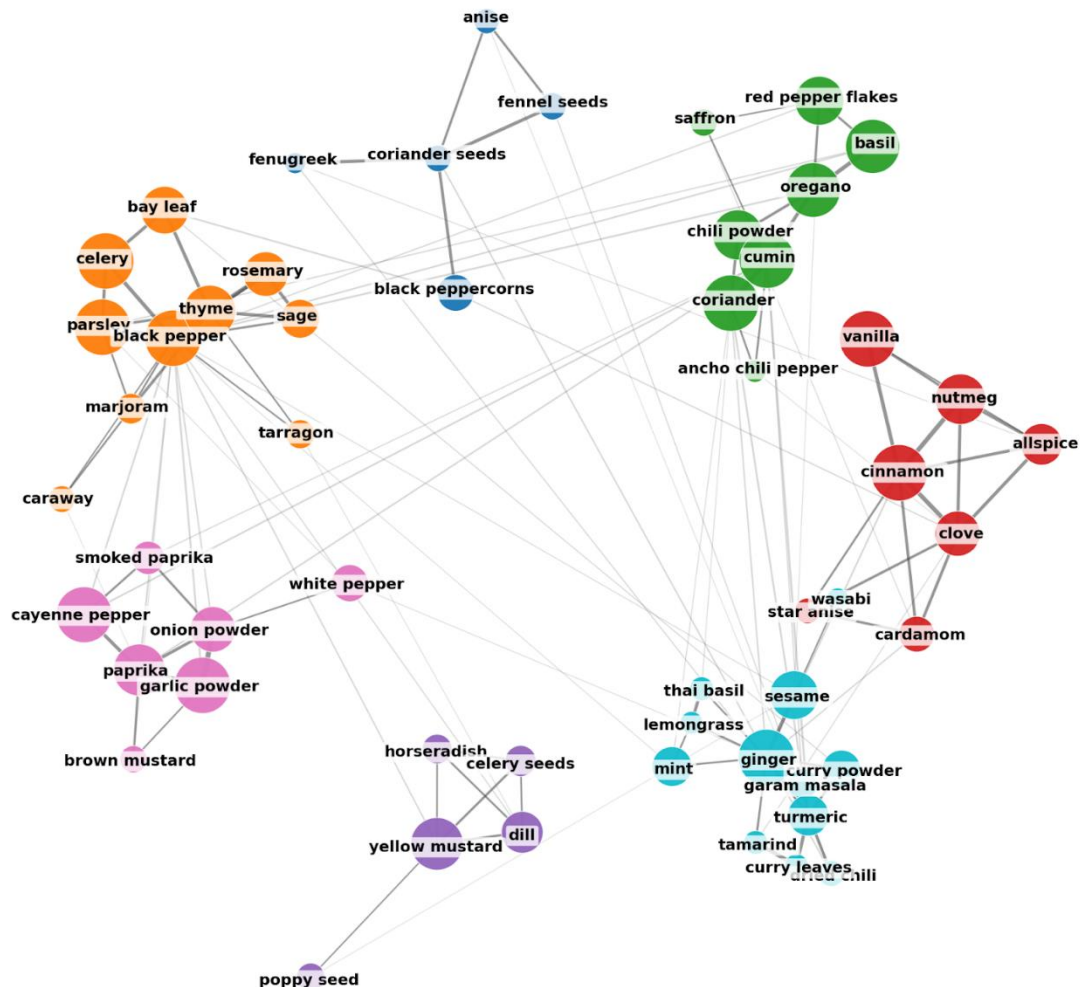 anise
fennel seeds
fenugreek
coriander seeds
black peppercorns
red pepper flakes
saffron
basil
oregano
chili powder
cumin
coriander
ancho chili pepper
bay leaf
celery
rosemary
thyme
sage
parsley
black pepper
marjoram
tarragon
caraway
vanilla
nutmeg
allspice
cinnamon
clove
wasabi
star anise
cardamom
smoked paprika
white pepper
cayenne pepper
onion powder
paprika
garlic powder
brown mustard
thai basil
sesame
lemongrass
mint
ginger
curry powder
garam masala
turmeric
tamarind
curry leaves
dried chili
horseradish
celery seeds
dill
yellow mustard
poppy seed